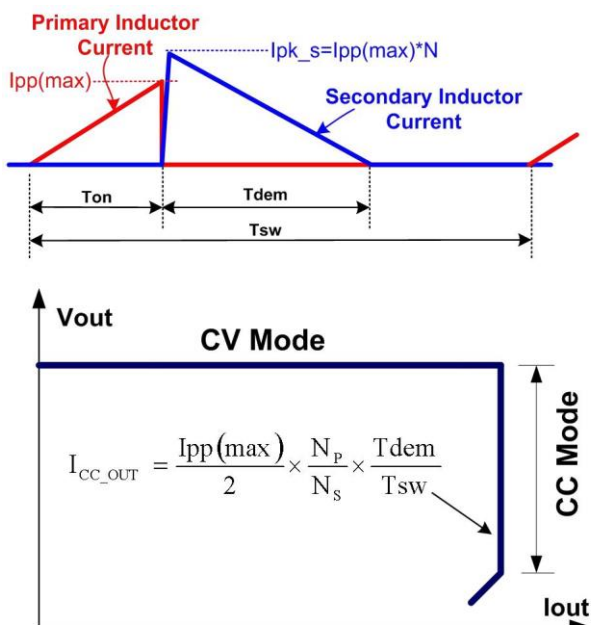 Primary Inductor
Current
Ipk_s=Ipp(max)*N
Ipp(max)
Secondary Inductor
Current
Ton
Tdem
Tsw
Vout
CV Mode
I_CC_OUT = Ipp(max)/2 × N_P/N_S × Tdem/Tsw
CC Mode
Iout